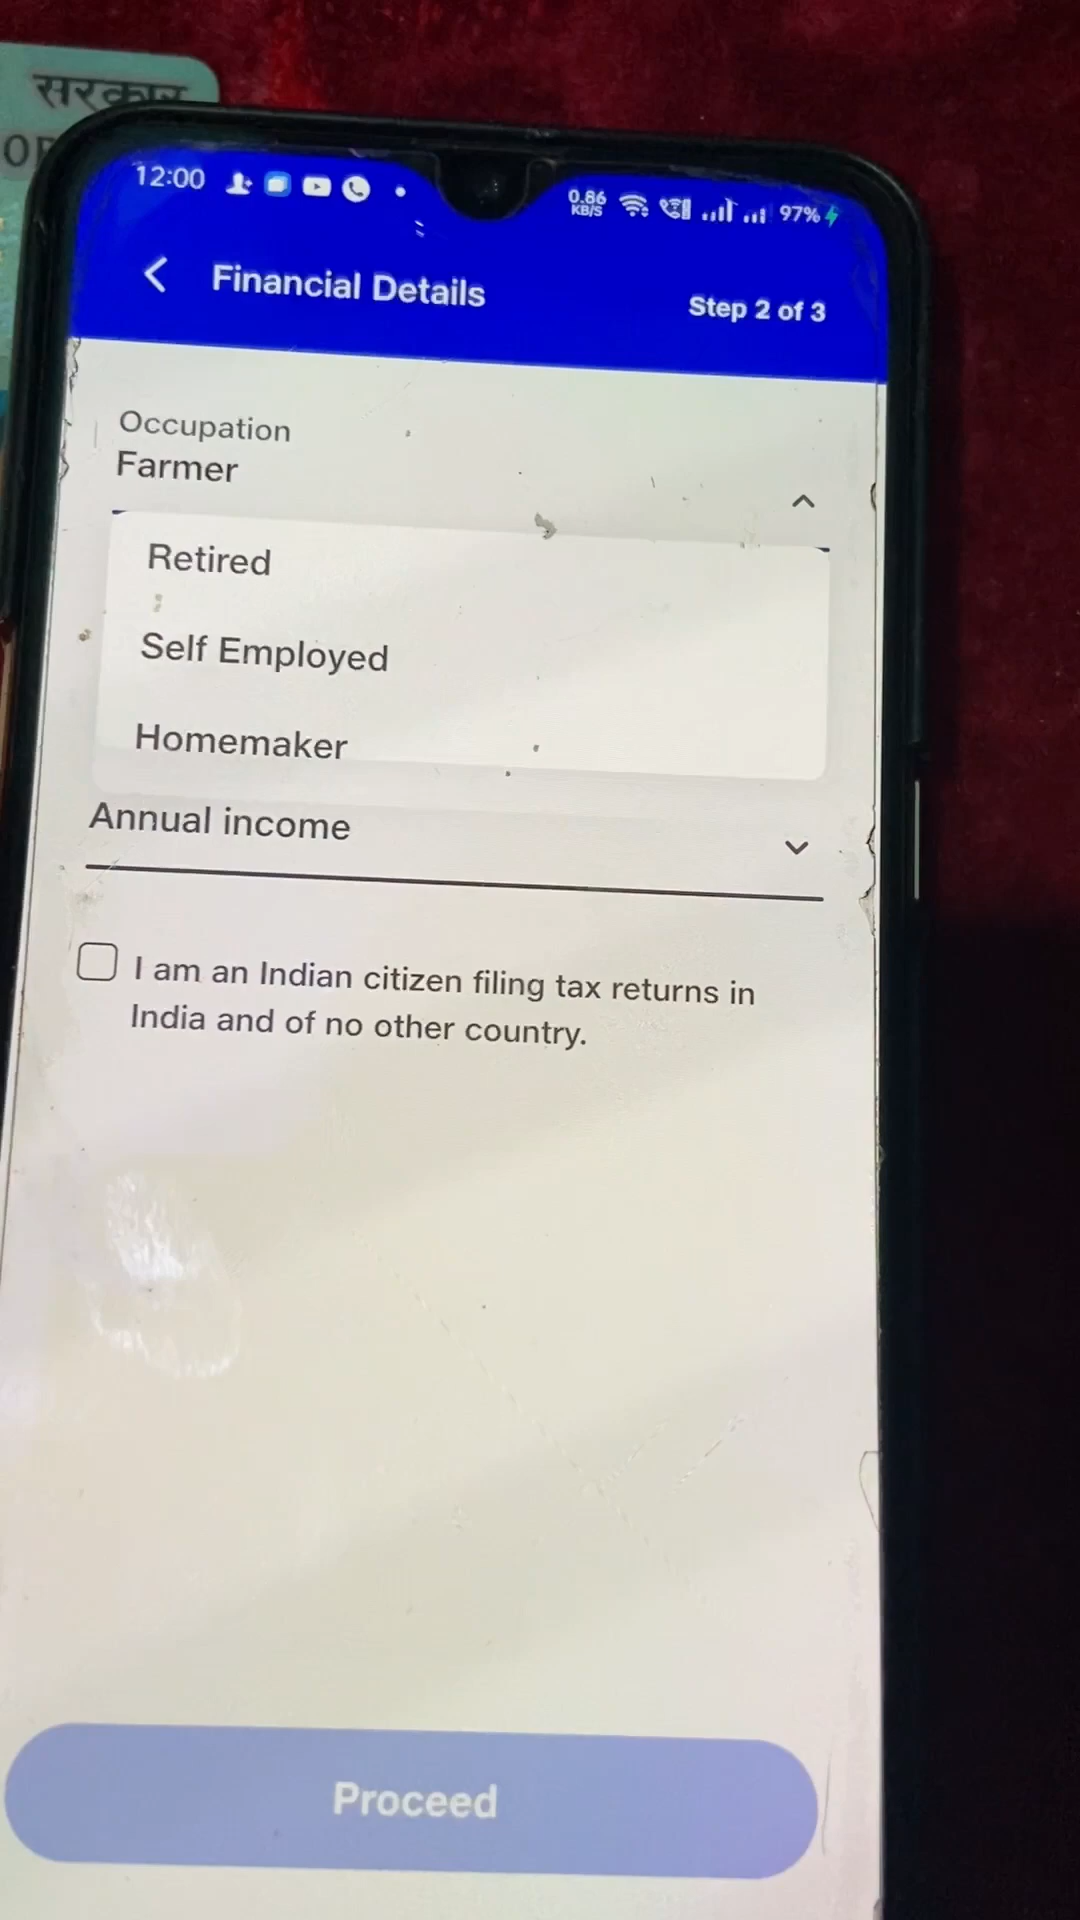 सरकार
12:00
0.86
KB/S
97%
Financial Details
Step 2 of 3
Occupation
Farmer
Retired
Self Employed
Homemaker
Annual income
I am an Indian citizen filing tax returns in
India and of no other country.
Proceed